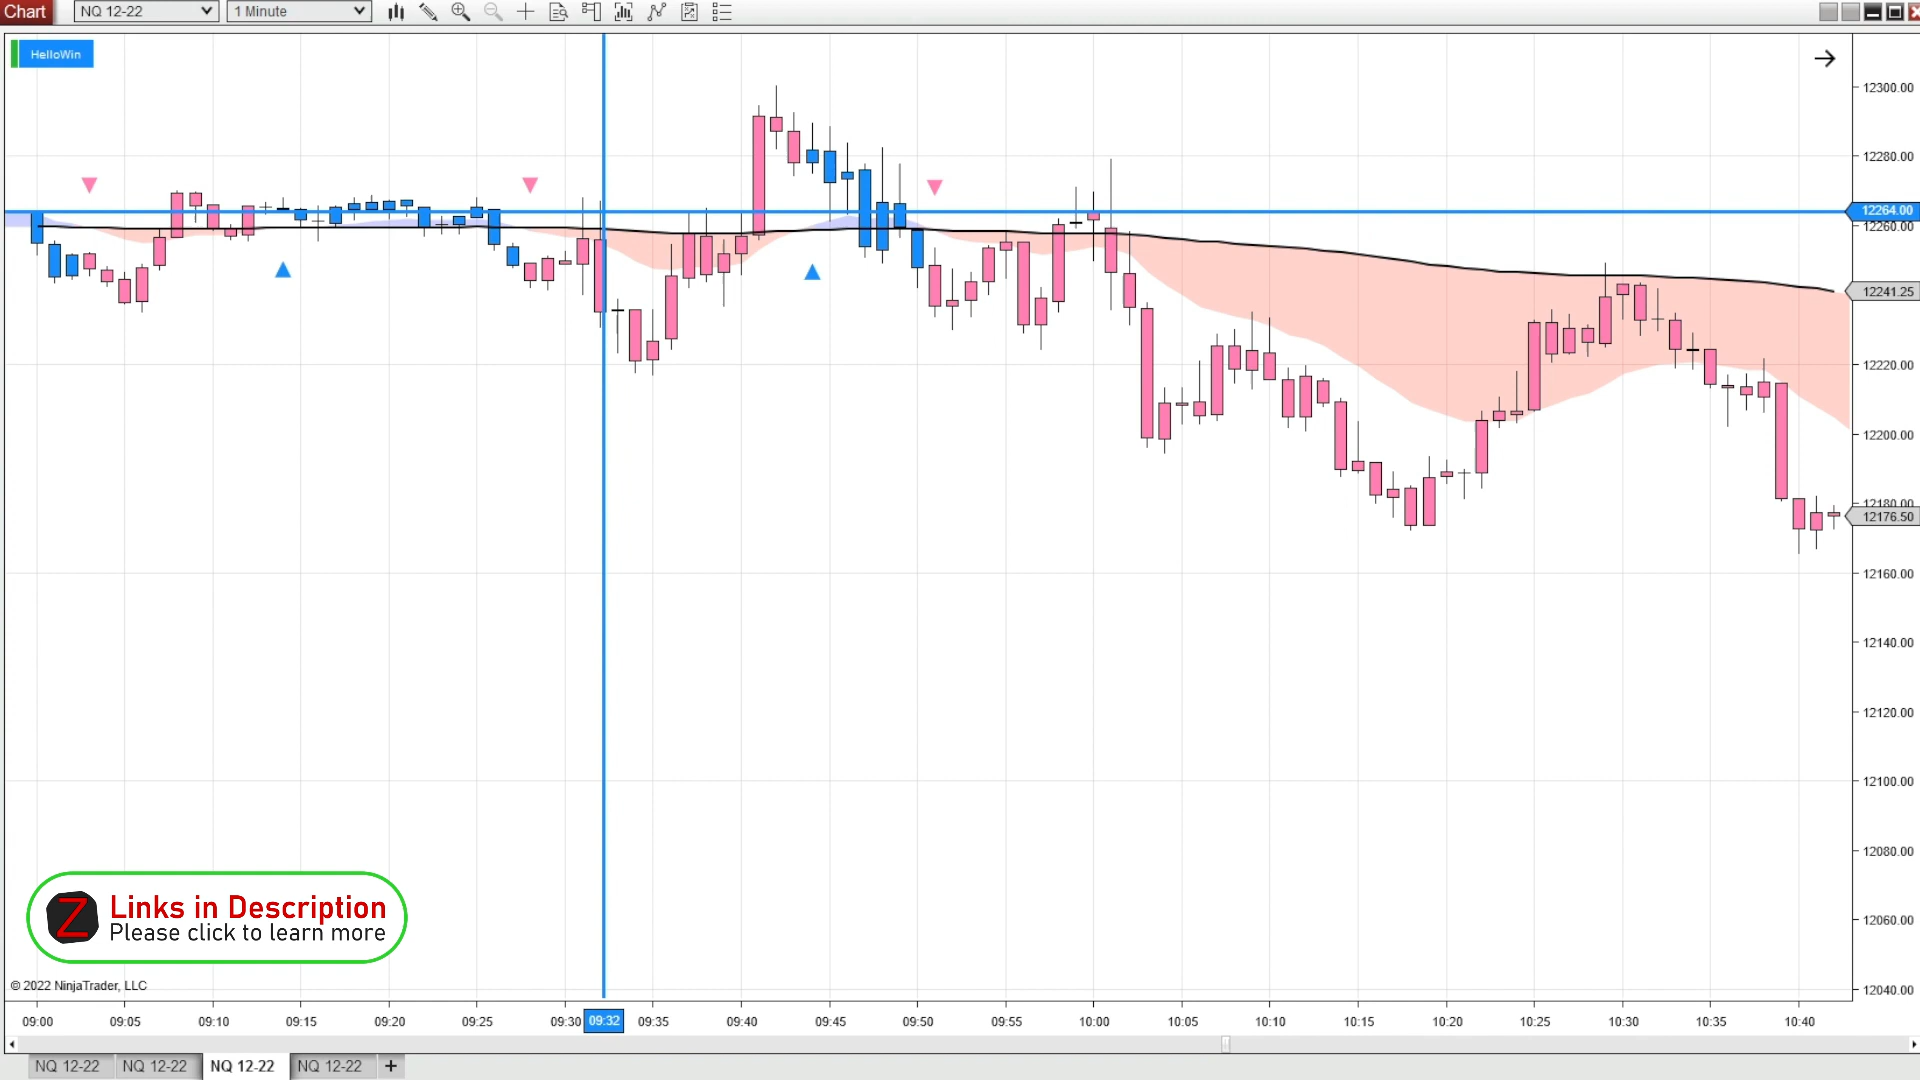 Chart NQ 12-22 1 Minute
HelloWin
12300.00
12280.00
12264.00
12260.00
12241.25
12220.00
12200.00
12180.00
12176.50
12160.00
12140.00
12120.00
12100.00
12080.00
12060.00
12040.00
Z
Links in Description
Please click to learn more
© 2022 NinjaTrader, LLC
09:00 09:05 09:10 09:15 09:20 09:25 09:30 09:32 09:35 09:40 09:45 09:50 09:55 10:00 10:05 10:10 10:15 10:20 10:25 10:30 10:35 10:40
NQ 12-22 NQ 12-22 NQ 12-22 NQ 12-22 +